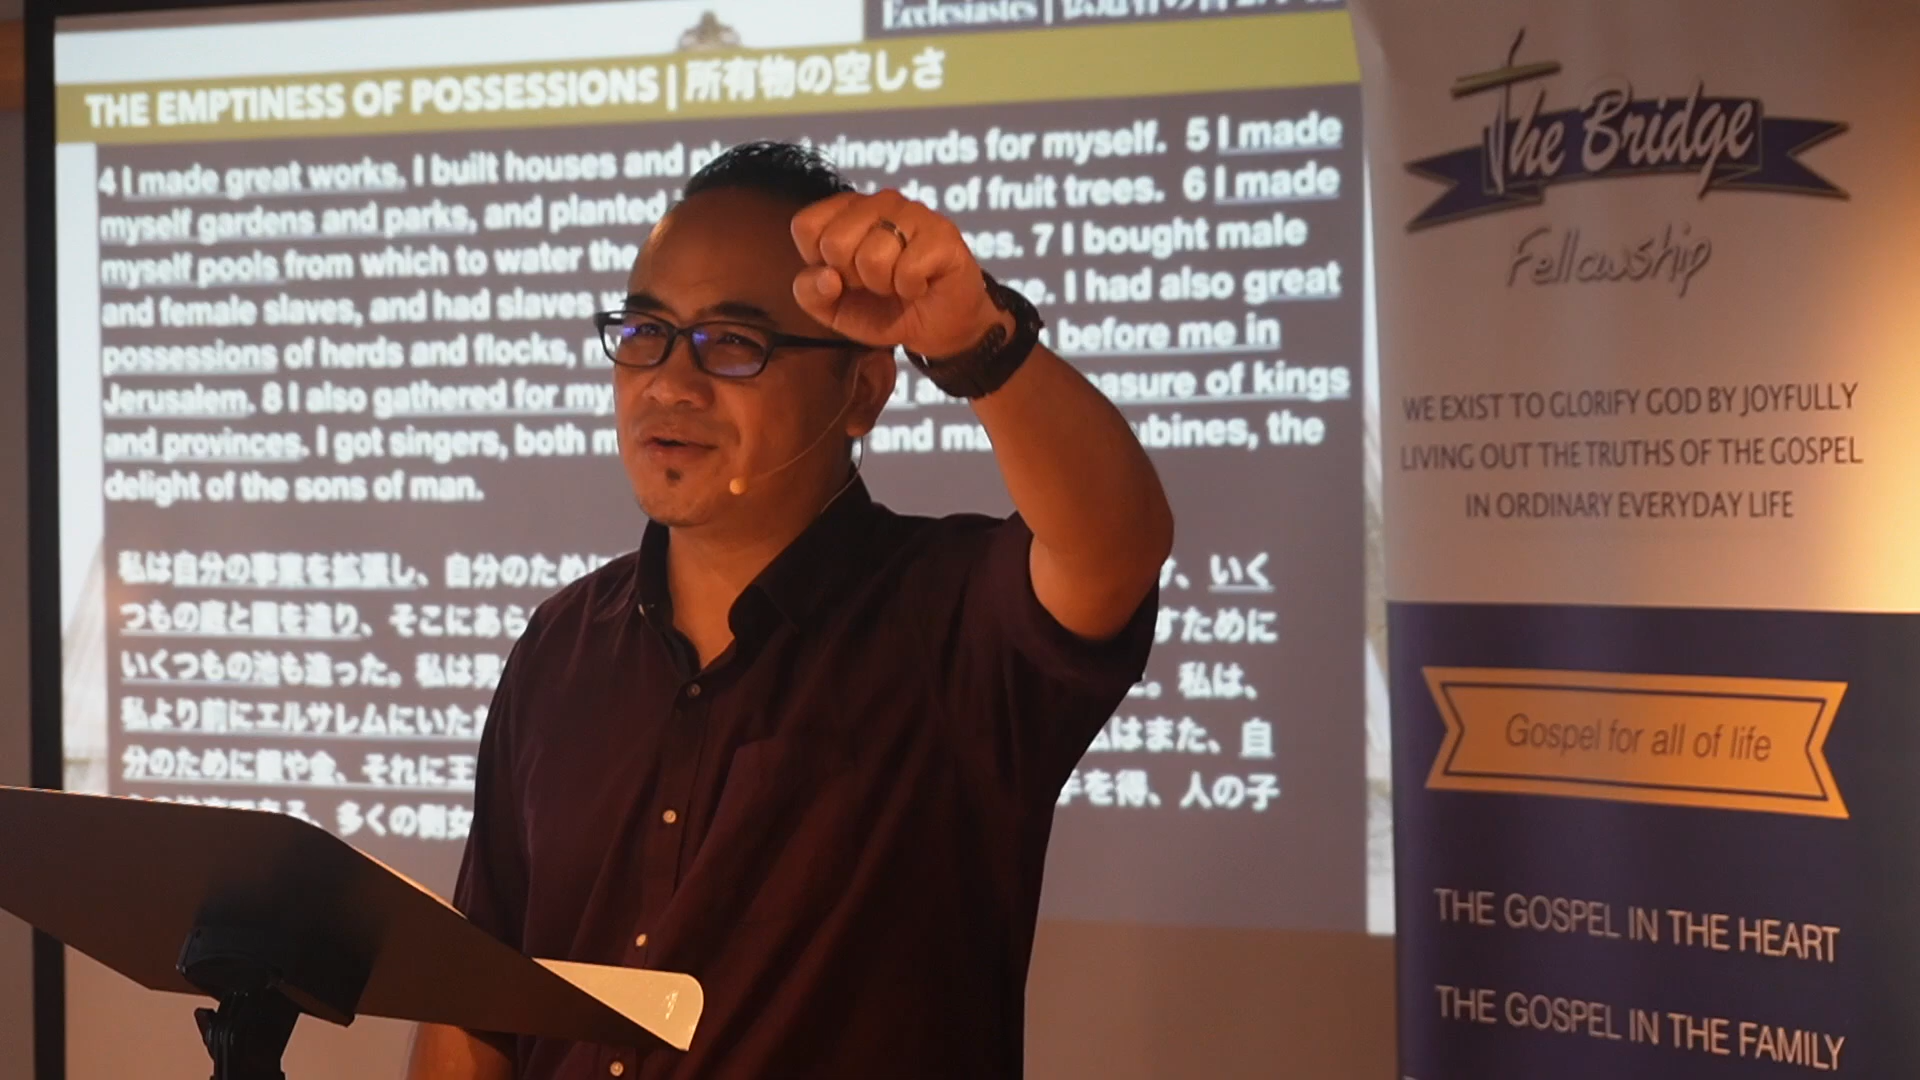 Ecclesiastes |
THE EMPTINESS OF POSSESSIONS | 所有物の空しさ
4 I made great works. I built houses and vineyards for myself. 5 I made
myself gardens and parks, and planted of fruit trees. 6 I made
myself pools from which to water the 7 I bought male
and female slaves, and had slaves I had also great
possessions of herds and flocks, before me in
Jerusalem. 8 I also gathered for my of kings
and provinces. I got singers, both and the
delight of the sons of man.
私は自分の事業を拡張し、自分のために いく
つもの庭と園を造り、そこにあら すために
いくつもの池も造った。私は男 。私は、
私より前にエルサレムにいた はまた、自
分のために銀や金、それに王 を得、人の子
多くの側女
The Bridge
Fellowship
WE EXIST TO GLORIFY GOD BY JOYFULLY
LIVING OUT THE TRUTHS OF THE GOSPEL
IN ORDINARY EVERYDAY LIFE
Gospel for all of life
THE GOSPEL IN THE HEART
THE GOSPEL IN THE FAMILY